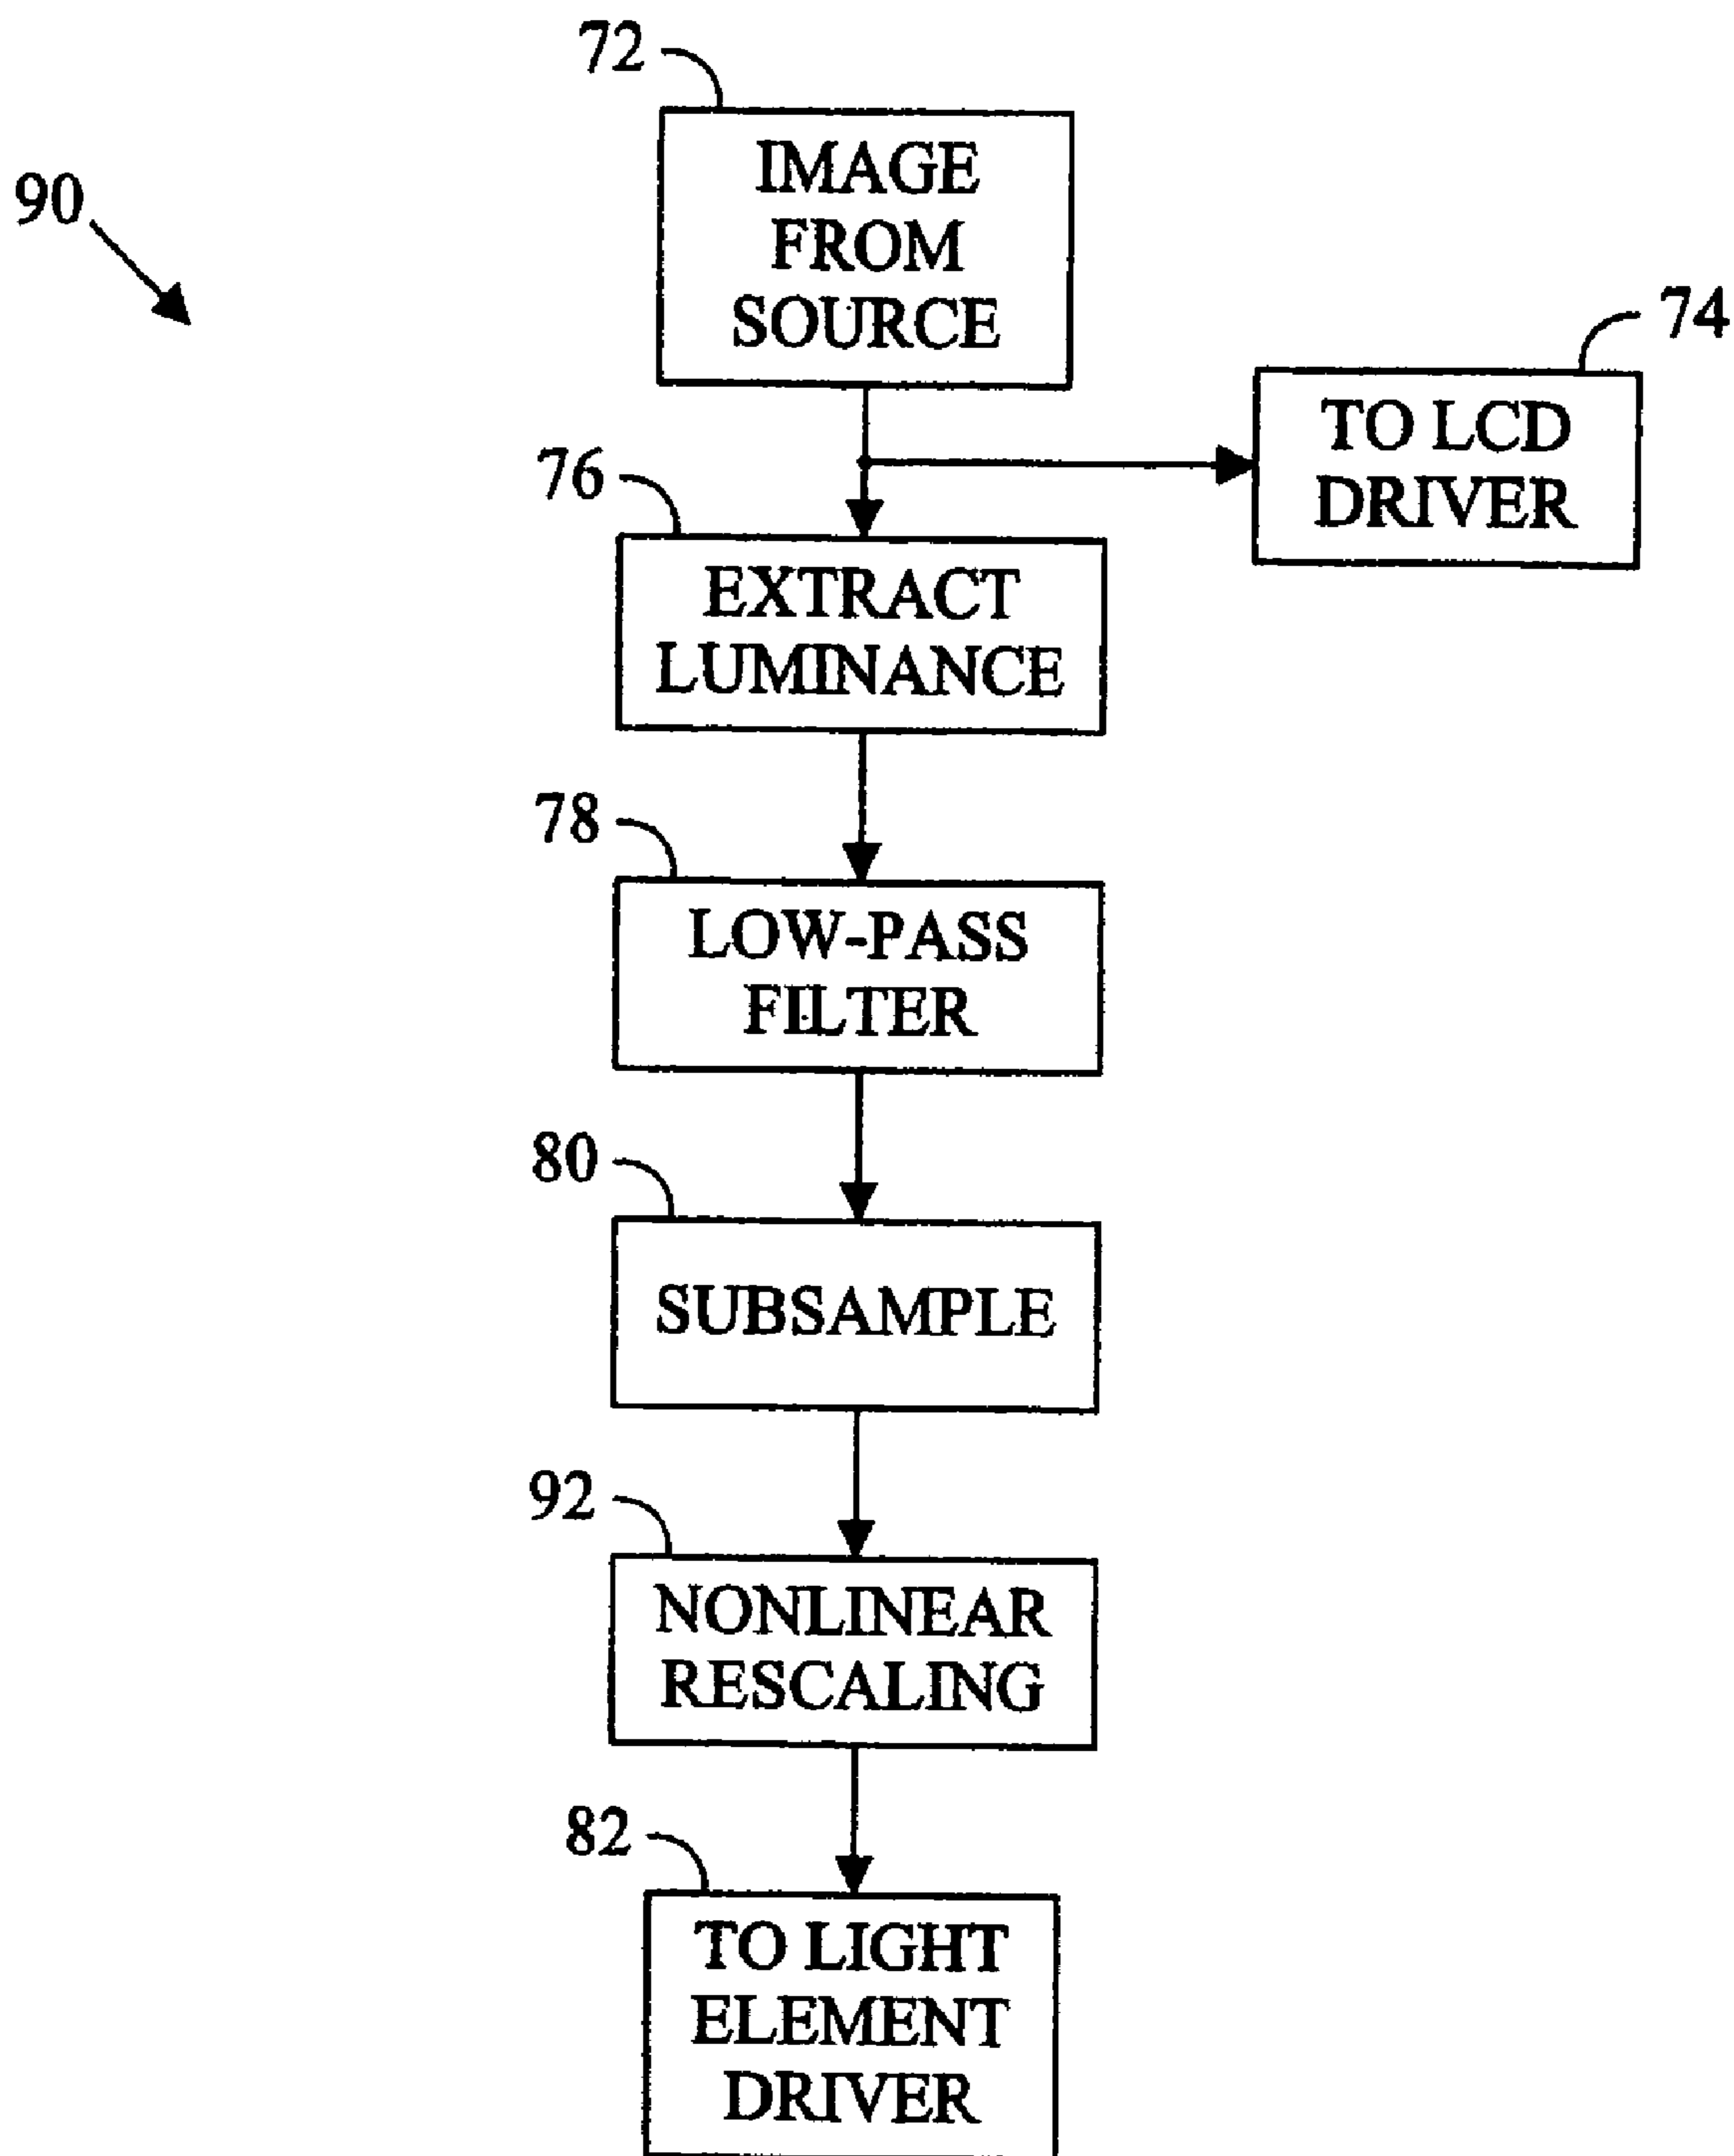 72
IMAGE
FROM
SOURCE
90
74
TO LCD
DRIVER
76
EXTRACT
LUMINANCE
78
LOW-PASS
FILTER
80
SUBSAMPLE
92
NONLINEAR
RESCALING
82
TO LIGHT
ELEMENT
DRIVER